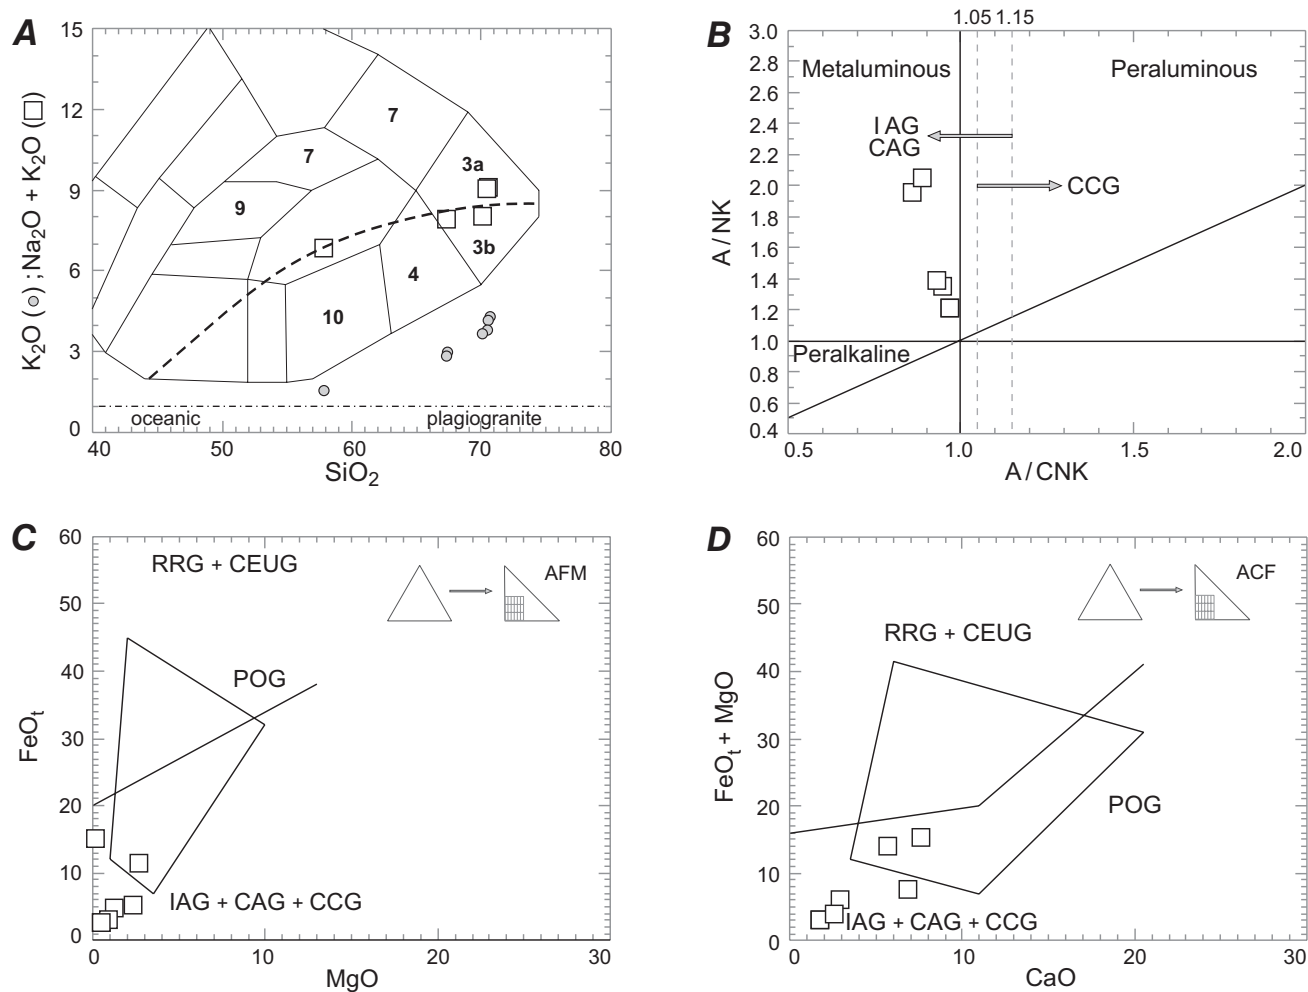 A
15
12
9
6
3
0
K₂O (●) ; Na₂O + K₂O (□)
7
7
3a
9
3b
4
10
oceanic plagiogranite
40 50 60 70 80
SiO₂
B
1.05 1.15
3.0
2.8
2.6
2.4
2.2
2.0
1.8
1.6
1.4
1.2
1.0
0.8
0.6
0.4
A/NK
Metaluminous Peraluminous
IAG
CAG
CCG
Peralkaline
0.5 1.0 1.5 2.0
A/CNK
C
60
50
40
30
20
10
0
FeOt
RRG + CEUG
AFM
POG
IAG + CAG + CCG
0 10 20 30
MgO
D
60
50
40
30
20
10
0
FeOt + MgO
ACF
RRG + CEUG
POG
IAG + CAG + CCG
0 10 20 30
CaO